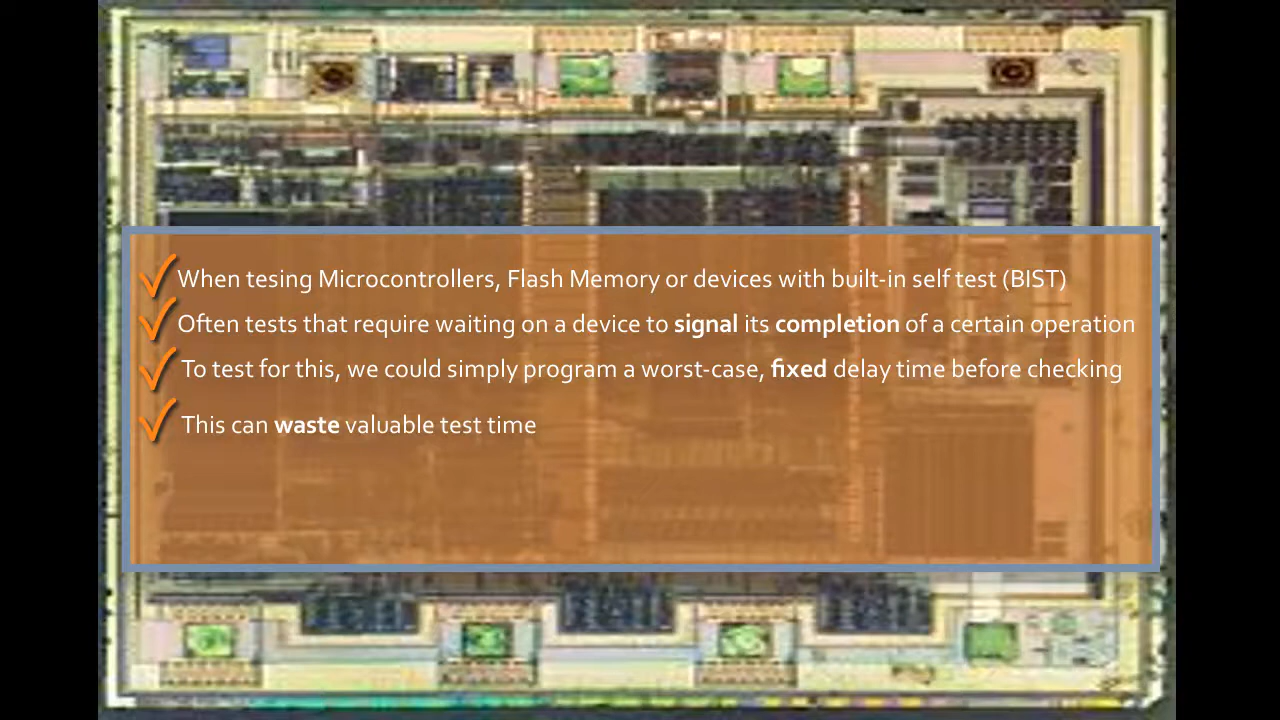 When tesing Microcontrollers, Flash Memory or devices with built-in self test (BIST)
Often tests that require waiting on a device to signal its completion of a certain operation
To test for this, we could simply program a worst-case, fixed delay time before checking
This can waste valuable test time